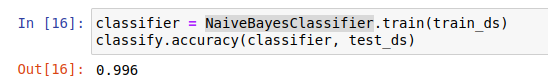 In [16]: classifier = NaiveBayesClassifier.train(train_ds)
classify.accuracy(classifier, test_ds)
Out[16]: 0.996